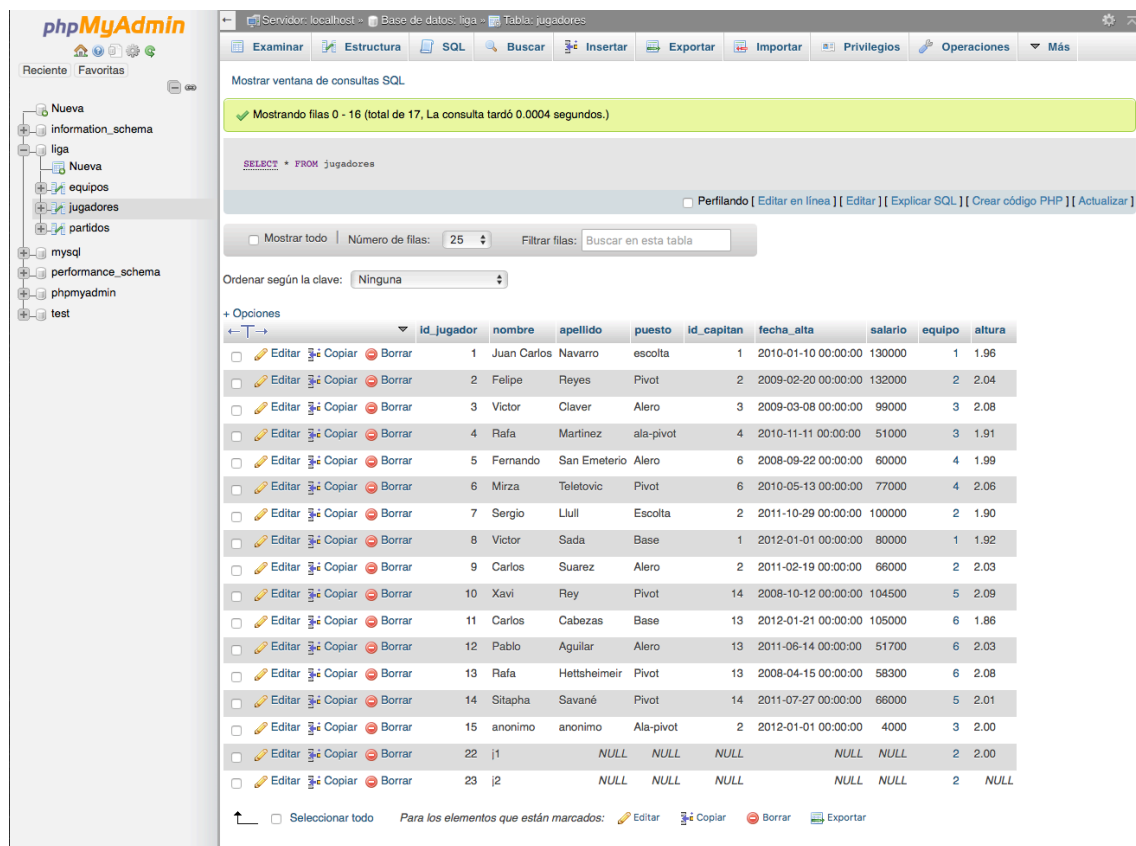 phpMyAdmin
Reciente Favoritas
Nueva
information_schema
liga
Nueva
equipos
jugadores
partidos
mysql
performance_schema
phpmyadmin
test
Servidor: localhost » Base de datos: liga » Tabla: jugadores
Examinar Estructura SQL Buscar Insertar Exportar Importar Privilegios Operaciones Más
Mostrar ventana de consultas SQL
Mostrando filas 0 - 16 (total de 17, La consulta tardó 0.0004 segundos.)
SELECT * FROM jugadores
Perfilando [ Editar en línea ] [ Editar ] [ Explicar SQL ] [ Crear código PHP ] [ Actualizar ]
Mostrar todo Número de filas: 25 Filtrar filas: Buscar en esta tabla
Ordenar según la clave: Ninguna
+ Opciones
←T→ id_jugador nombre apellido puesto id_capitan fecha_alta salario equipo altura
Editar Copiar Borrar 1 Juan Carlos Navarro escolta 1 2010-01-10 00:00:00 130000 1 1.96
Editar Copiar Borrar 2 Felipe Reyes Pivot 2 2009-02-20 00:00:00 132000 2 2.04
Editar Copiar Borrar 3 Victor Claver Alero 3 2009-03-08 00:00:00 99000 3 2.08
Editar Copiar Borrar 4 Rafa Martinez ala-pivot 4 2010-11-11 00:00:00 51000 3 1.91
Editar Copiar Borrar 5 Fernando San Emeterio Alero 6 2008-09-22 00:00:00 60000 4 1.99
Editar Copiar Borrar 6 Mirza Teletovic Pivot 6 2010-05-13 00:00:00 77000 4 2.06
Editar Copiar Borrar 7 Sergio Llull Escolta 2 2011-10-29 00:00:00 100000 2 1.90
Editar Copiar Borrar 8 Victor Sada Base 1 2012-01-01 00:00:00 80000 1 1.92
Editar Copiar Borrar 9 Carlos Suarez Alero 2 2011-02-19 00:00:00 66000 2 2.03
Editar Copiar Borrar 10 Xavi Rey Pivot 14 2008-10-12 00:00:00 104500 5 2.09
Editar Copiar Borrar 11 Carlos Cabezas Base 13 2012-01-21 00:00:00 105000 6 1.86
Editar Copiar Borrar 12 Pablo Aguilar Alero 13 2011-06-14 00:00:00 51700 6 2.03
Editar Copiar Borrar 13 Rafa Hettsheimeir Pivot 13 2008-04-15 00:00:00 58300 6 2.08
Editar Copiar Borrar 14 Sitapha Savané Pivot 14 2011-07-27 00:00:00 66000 5 2.01
Editar Copiar Borrar 15 anonimo anonimo Ala-pivot 2 2012-01-01 00:00:00 4000 3 2.00
Editar Copiar Borrar 22 j1 NULL NULL NULL NULL NULL 2 2.00
Editar Copiar Borrar 23 j2 NULL NULL NULL NULL NULL 2 NULL
Seleccionar todo Para los elementos que están marcados: Editar Copiar Borrar Exportar